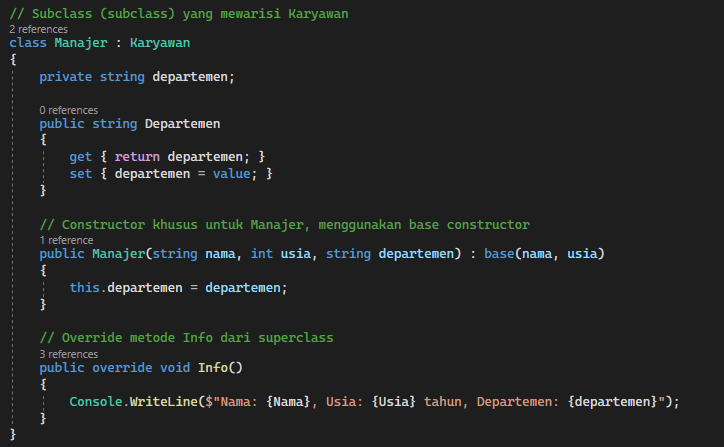 // Subclass (subclass) yang mewarisi Karyawan
2 references
class Manajer : Karyawan
{
private string departemen;
0 references
public string Departemen
{
get { return departemen; }
set { departemen = value; }
}
// Constructor khusus untuk Manajer, menggunakan base constructor
1 reference
public Manajer(string nama, int usia, string departemen) : base(nama, usia)
{
this.departemen = departemen;
}
// Override metode Info dari superclass
3 references
public override void Info()
{
Console.WriteLine($"Nama: {Nama}, Usia: {Usia} tahun, Departemen: {departemen}");
}
}